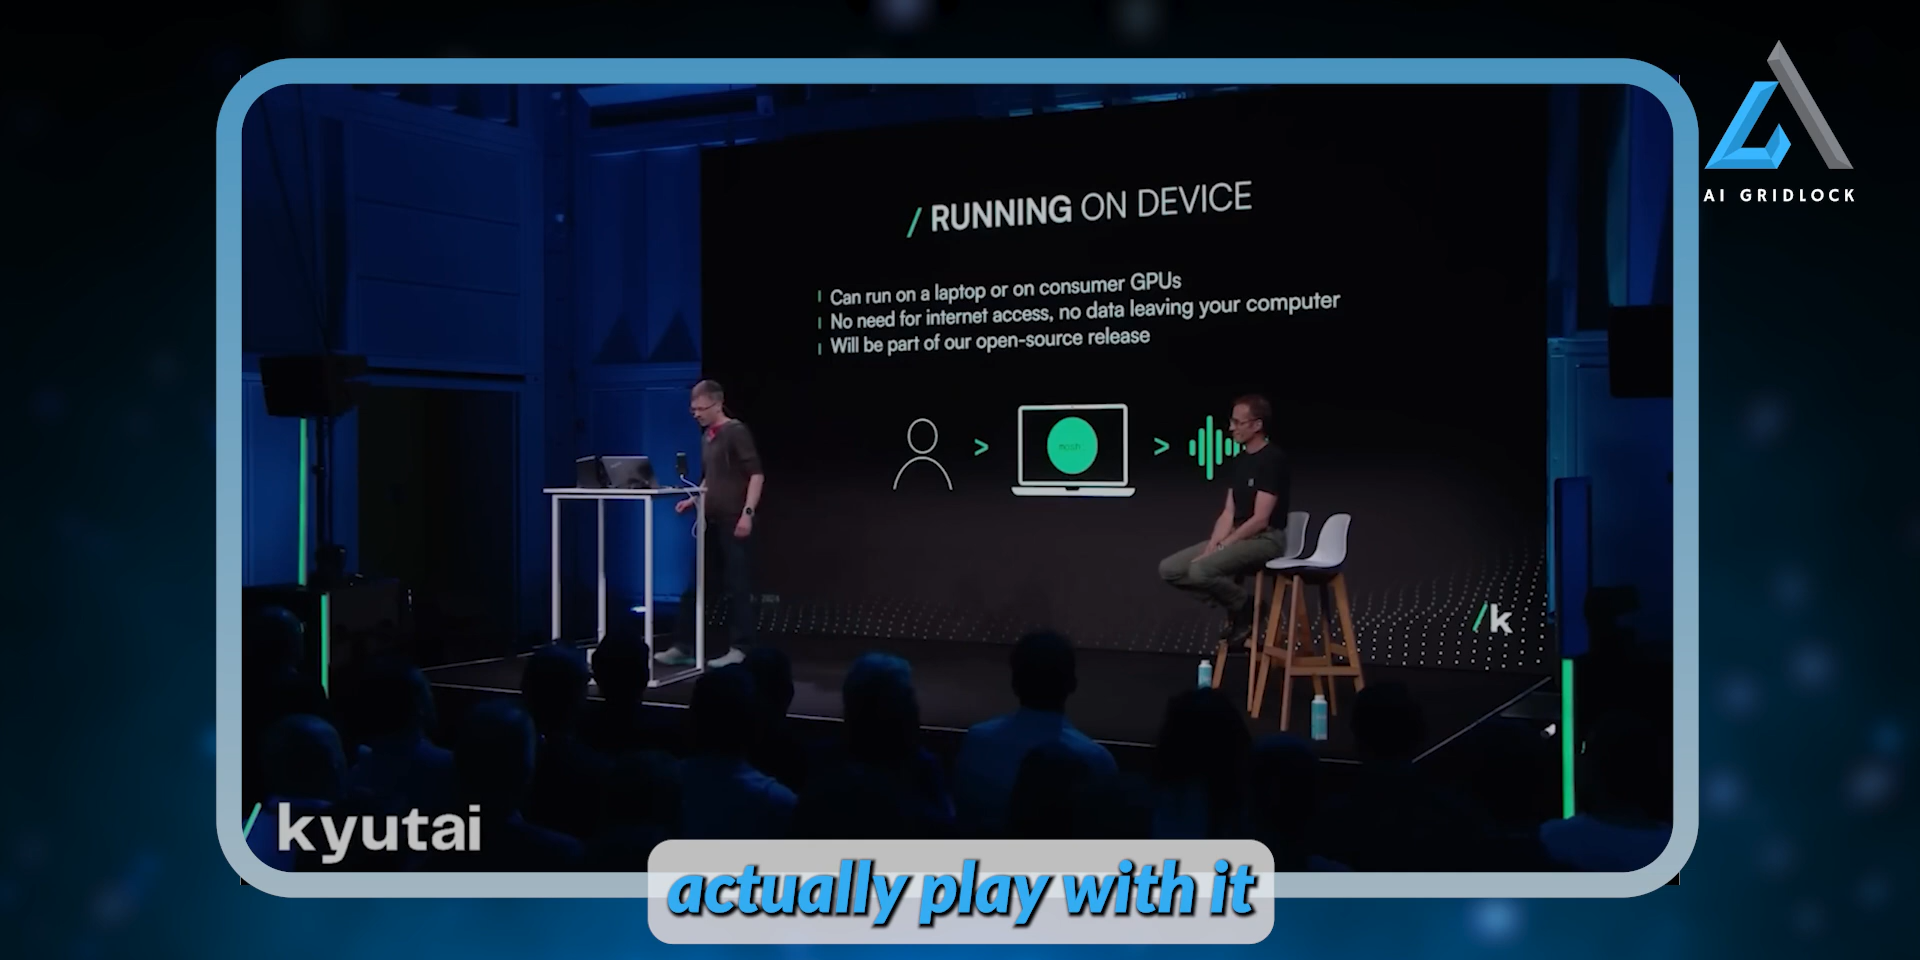 AI GRIDLOCK
/ RUNNING ON DEVICE
Can run on a laptop or on consumer GPUs
No need for internet access, no data leaving your computer
Will be part of our open-source release
moshi
/k
/ kyutai
actually play with it